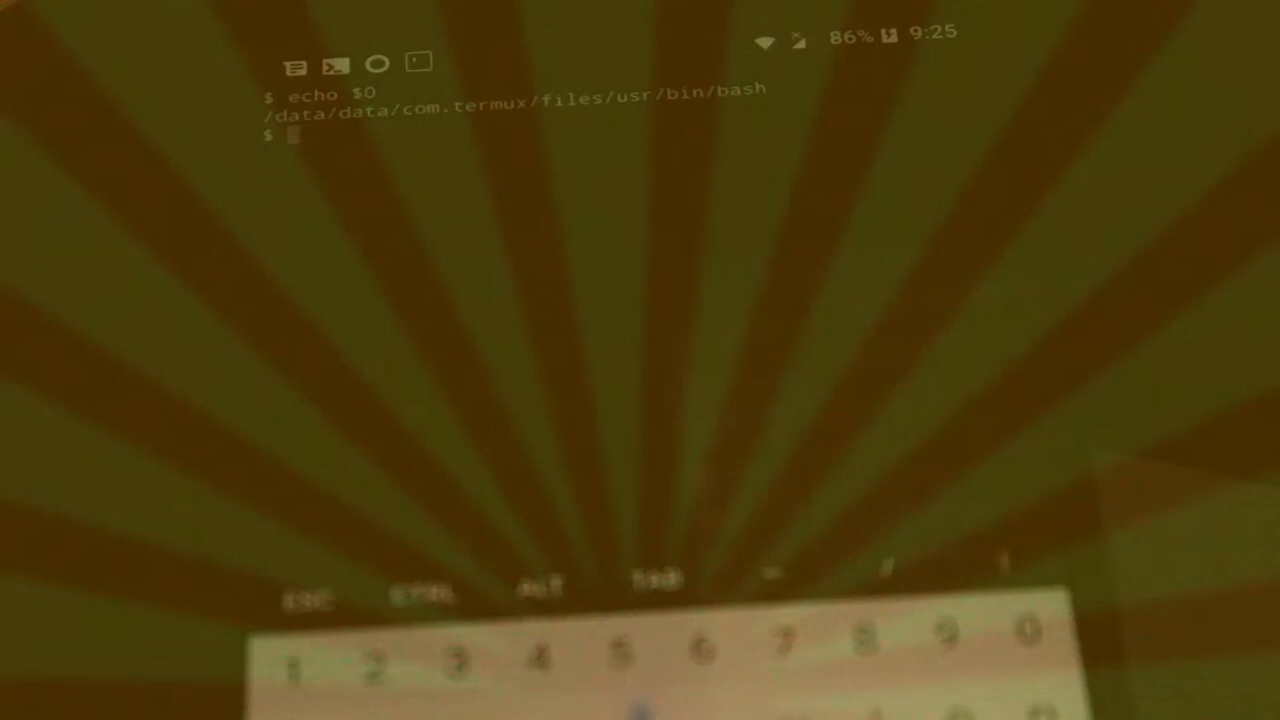 86% 9:25
$ echo $0
/data/data/com.termux/files/usr/bin/bash
$
ESC CTRL ALT TAB - / |
1 2 3 4 5 6 7 8 9 0